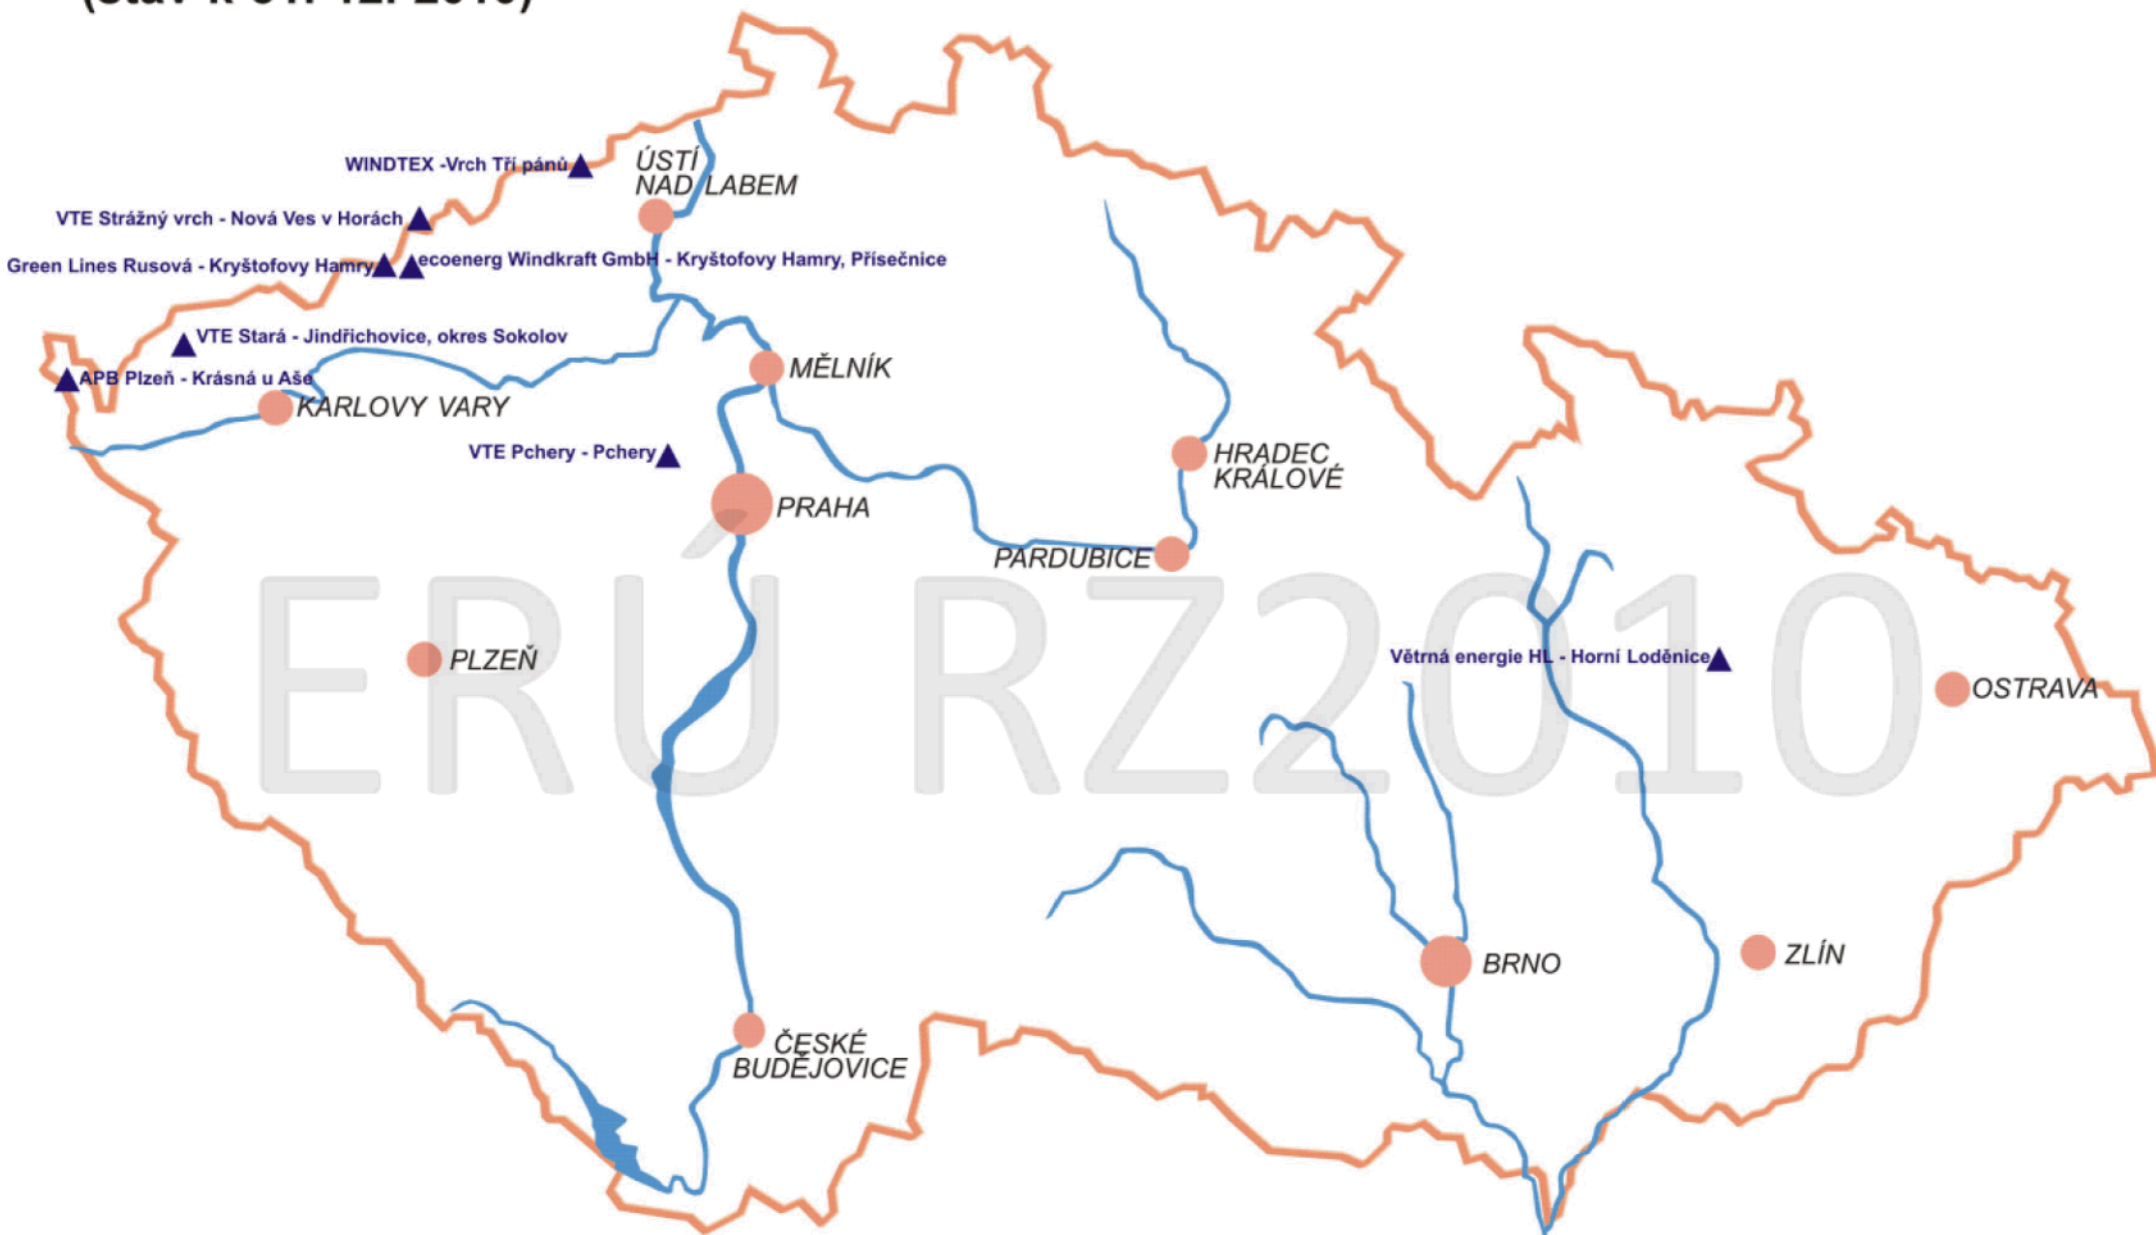 WINDTEX -Vrch Tří pánů
ÚSTÍ
NAD LABEM
VTE Strážný vrch - Nová Ves v Horách
Green Lines Rusová - Kryštofovy Hamry
ecoenerg Windkraft GmbH - Kryštofovy Hamry, Přísečnice
VTE Stará - Jindřichovice, okres Sokolov
APB Plzeň - Krásná u Aše
MĚLNÍK
KARLOVY VARY
VTE Pchery - Pchery
HRADEC
KRÁLOVÉ
PRAHA
PARDUBICE
ERÚ RZ2010
PLZEŇ
Větrná energie HL - Horní Loděnice
OSTRAVA
BRNO
ZLÍN
ČESKÉ
BUDĚJOVICE